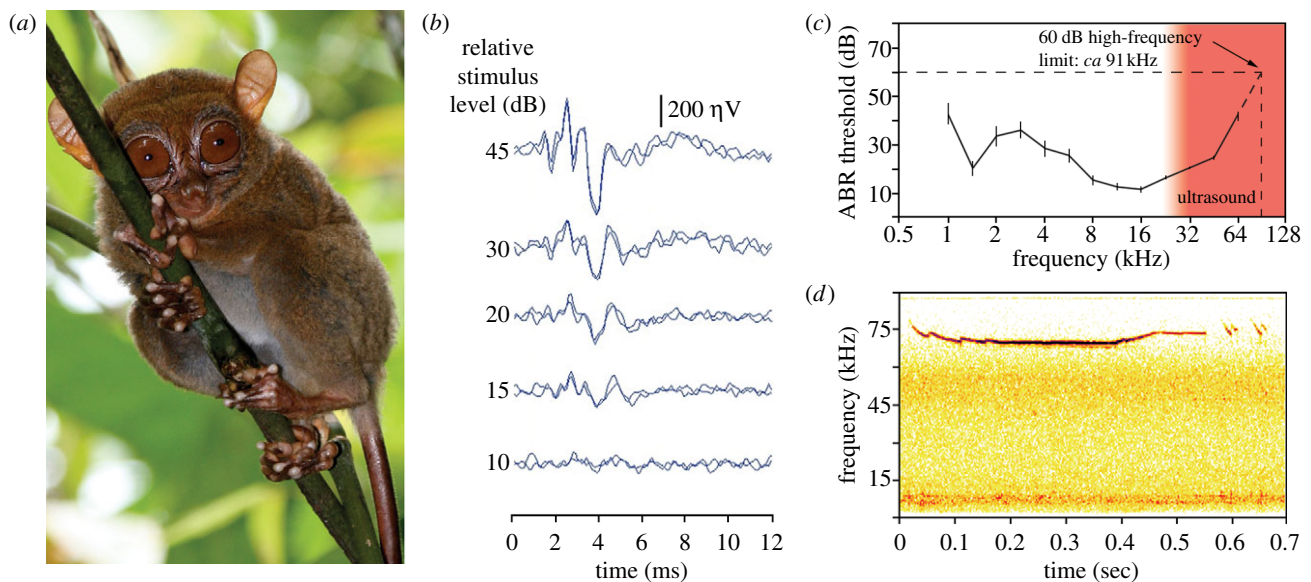 (a)
(b)
relative
stimulus
level (dB)
200 ηV
45
30
20
15
10
0 2 4 6 8 10 12
time (ms)
(c)
ABR threshold (dB)
70
50
30
10
60 dB high-frequency
limit: ca 91 kHz
ultrasound
0.5 1 2 4 8 16 32 64 128
frequency (kHz)
(d)
frequency (kHz)
75
45
15
0 0.1 0.2 0.3 0.4 0.5 0.6 0.7
time (sec)